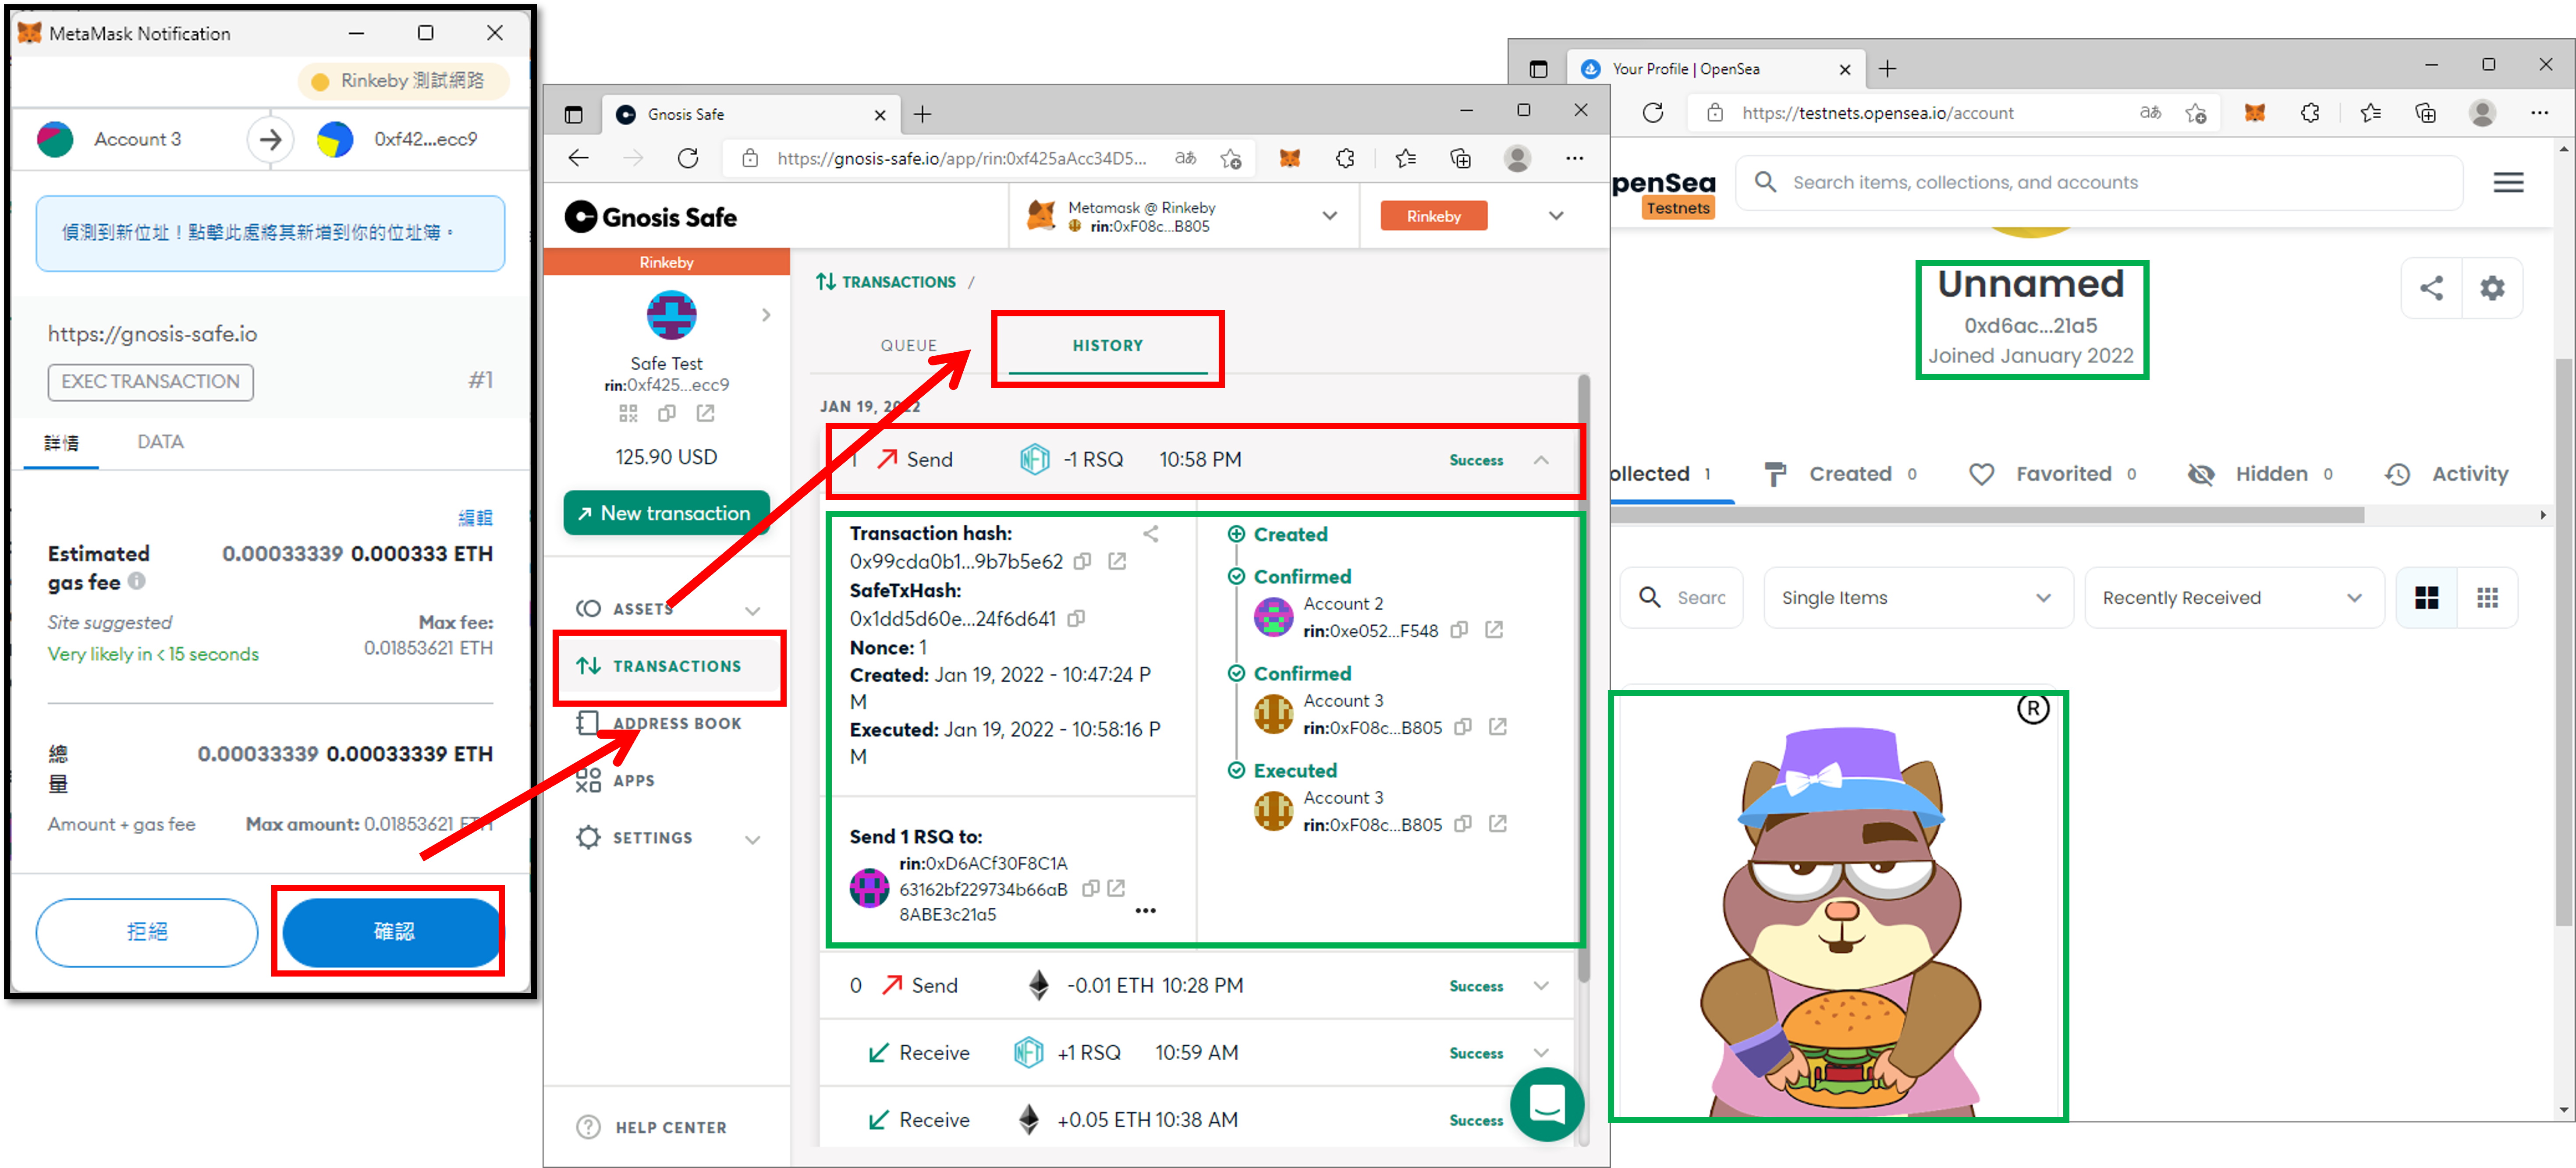 MetaMask Notification
Rinkeby 測試網路
Account 3
0xf42...ecc9
偵測到新位址！點擊此處將其新增到你的位址簿。
https://gnosis-safe.io
EXEC TRANSACTION
#1
詳情
DATA
編輯
Estimated gas fee
0.00033339 0.000333 ETH
Site suggested
Max fee:
Very likely in < 15 seconds
0.01853621 ETH
總量
0.00033339 0.00033339 ETH
Amount + gas fee
Max amount: 0.01853621 ETH
拒絕
確認
Gnosis Safe
https://gnosis-safe.io/app/rin:0xf425aAcc34D5...
Gnosis Safe
Metamask @ Rinkeby
rin:0xF08c...B805
Rinkeby
Rinkeby
Safe Test
rin:0xf425...ecc9
125.90 USD
New transaction
ASSETS
TRANSACTIONS
ADDRESS BOOK
APPS
SETTINGS
HELP CENTER
TRANSACTIONS /
QUEUE
HISTORY
JAN 19, 2022
1 Send NFT -1 RSQ 10:58 PM Success
Transaction hash:
0x99cda0b1...9b7b5e62
SafeTxHash:
0x1dd5d60e...24f6d641
Nonce: 1
Created: Jan 19, 2022 - 10:47:24 P
M
Executed: Jan 19, 2022 - 10:58:16 P
M
Send 1 RSQ to:
rin:0xD6ACf30F8C1A
63162bf229734b66aB
8ABE3c21a5
Created
Confirmed
Account 2
rin:0xe052...F548
Confirmed
Account 3
rin:0xF08c...B805
Executed
Account 3
rin:0xF08c...B805
0 Send -0.01 ETH 10:28 PM Success
Receive NFT +1 RSQ 10:59 AM Success
Receive +0.05 ETH 10:38 AM Success
Your Profile | OpenSea
https://testnets.opensea.io/account
penSea
Testnets
Search items, collections, and accounts
Unnamed
0xd6ac...21a5
Joined January 2022
ollected 1
Created 0
Favorited 0
Hidden 0
Activity
Searc
Single Items
Recently Received
R